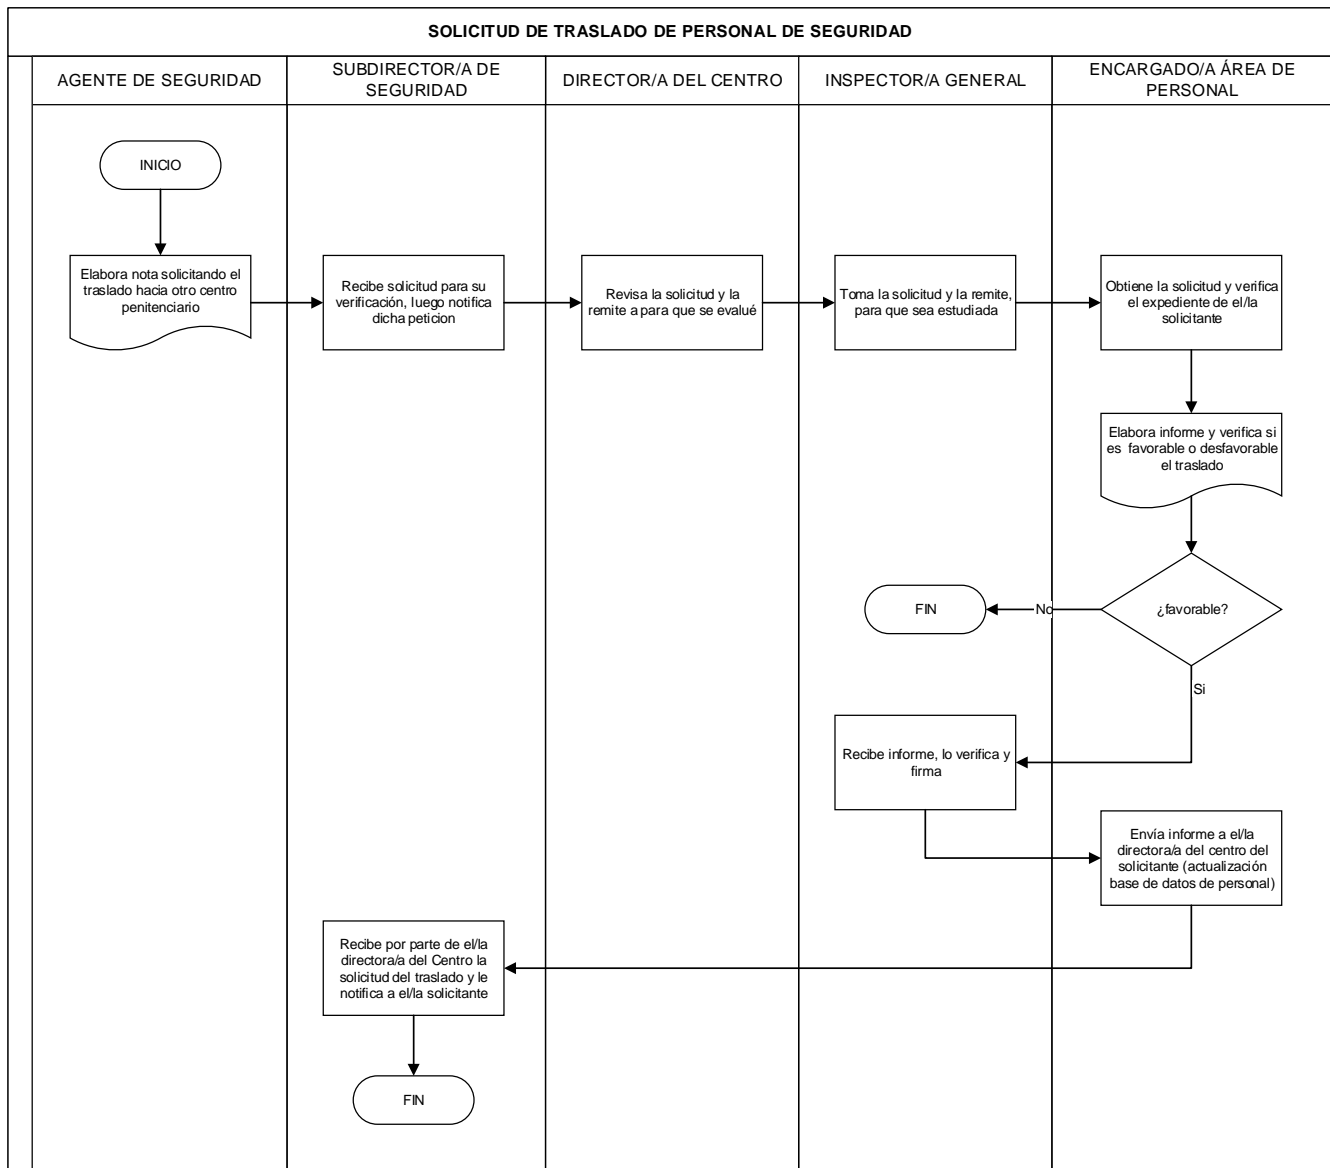 SOLICITUD DE TRASLADO DE PERSONAL DE SEGURIDAD
AGENTE DE SEGURIDAD
SUBDIRECTOR/A DE
SEGURIDAD
DIRECTOR/A DEL CENTRO
INSPECTOR/A GENERAL
ENCARGADO/A ÁREA DE
PERSONAL
INICIO
Elabora nota solicitando el
traslado hacia otro centro
penitenciario
Recibe solicitud para su
verificación, luego notifica
dicha peticion
Revisa la solicitud y la
remite a para que se evalué
Toma la solicitud y la remite,
para que sea estudiada
Obtiene la solicitud y verifica
el expediente de el/la
solicitante
Elabora informe y verifica si
es favorable o desfavorable
el traslado
FIN
No
¿favorable?
Si
Recibe informe, lo verifica y
firma
Envía informe a el/la
directora/a del centro del
solicitante (actualización
base de datos de personal)
Recibe por parte de el/la
directora/a del Centro la
solicitud del traslado y le
notifica a el/la solicitante
FIN